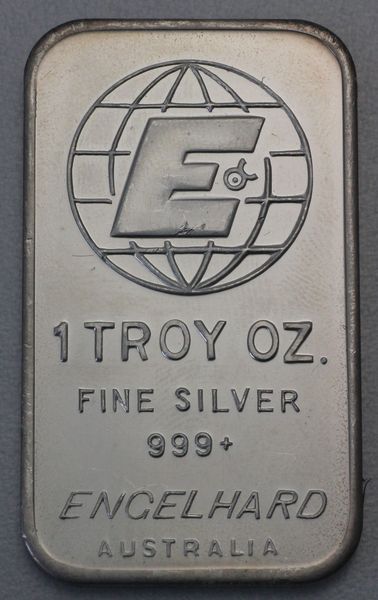 E
1 TROY OZ.
FINE SILVER
999+
ENGELHARD
AUSTRALIA